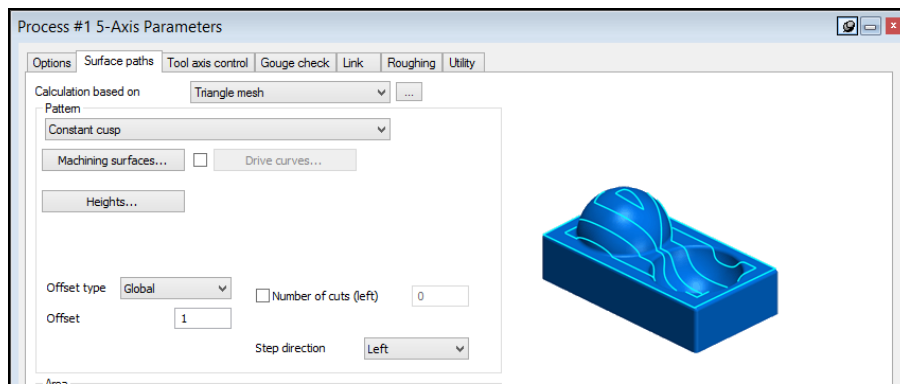 Process #1 5-Axis Parameters
Options Surface paths Tool axis control Gouge check Link Roughing Utility
Calculation based on Triangle mesh ...
Pattern
Constant cusp
Machining surfaces... Drive curves...
Heights...
Offset type Global Number of cuts (left) 0
Offset 1
Step direction Left
Area